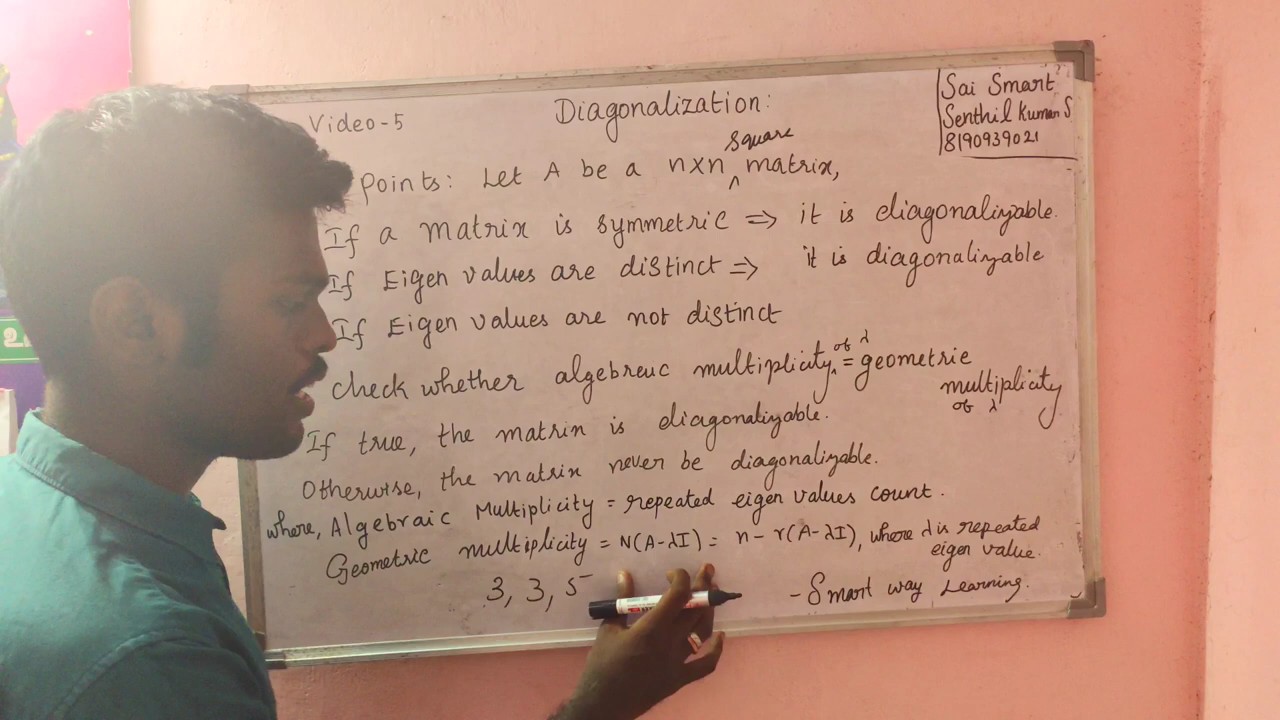 Video-5
Diagonalization:
Sai Smart
Senthil Kumar S
8190939021
Points: Let A be a n×n ^ square matrix,
If a matrix is symmetric ⇒ it is diagonalizable.
If Eigen values are distinct ⇒ it is diagonalizable
If Eigen values are not distinct
check whether algebreuc multiplicity of λ = geometric
multiplicity
of λ
If true, the matrix is diagonalizable.
Otherwise, the matrix never be diagonalizable.
where, Algebraic Multiplicity = repeated eigen values count.
Geometric multiplicity = N(A-λI) = n - r(A-λI), where λ is repeated
eigen value.
3, 3, 5
- Smart way Learning.